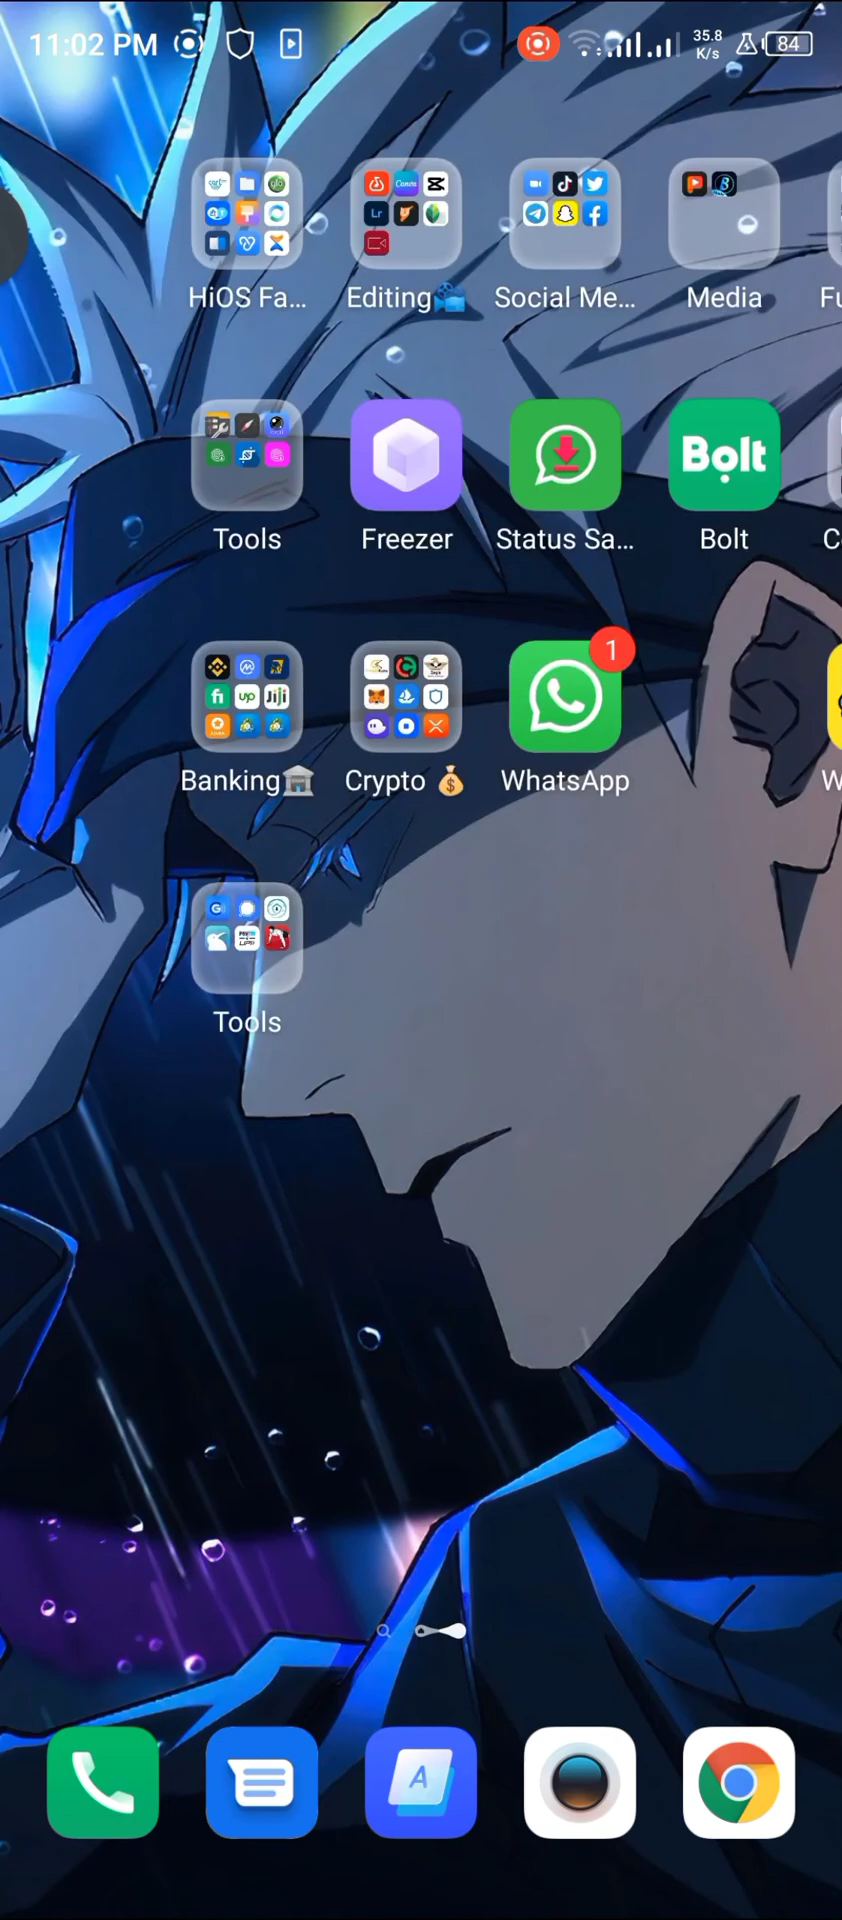 11:02 PM
35.8
K/s
84
HiOS Fa...
Editing🎥
Social Me...
Media
Fu
Tools
Freezer
Status Sa...
Bolt
Bolt
C
1
Banking🏛️
Crypto 💰
WhatsApp
W
Tools
A